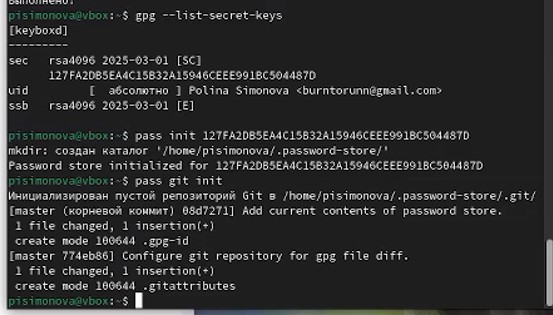 Выполнено!
pisimonova@vbox:~$ gpg --list-secret-keys
[keyboxd]
---------
sec   rsa4096 2025-03-01 [SC]
      127FA2DB5EA4C15B32A15946CEEE991BC504487D
uid         [  абсолютно ] Polina Simonova <burntorunn@gmail.com>
ssb   rsa4096 2025-03-01 [E]
pisimonova@vbox:~$ pass init 127FA2DB5EA4C15B32A15946CEEE991BC504487D
mkdir: создан каталог '/home/pisimonova/.password-store/'
Password store initialized for 127FA2DB5EA4C15B32A15946CEEE991BC504487D
pisimonova@vbox:~$ pass git init
Инициализирован пустой репозиторий Git в /home/pisimonova/.password-store/.git/
[master (корневой коммит) 08d7271] Add current contents of password store.
 1 file changed, 1 insertion(+)
 create mode 100644 .gpg-id
[master 774eb86] Configure git repository for gpg file diff.
 1 file changed, 1 insertion(+)
 create mode 100644 .gitattributes
pisimonova@vbox:~$